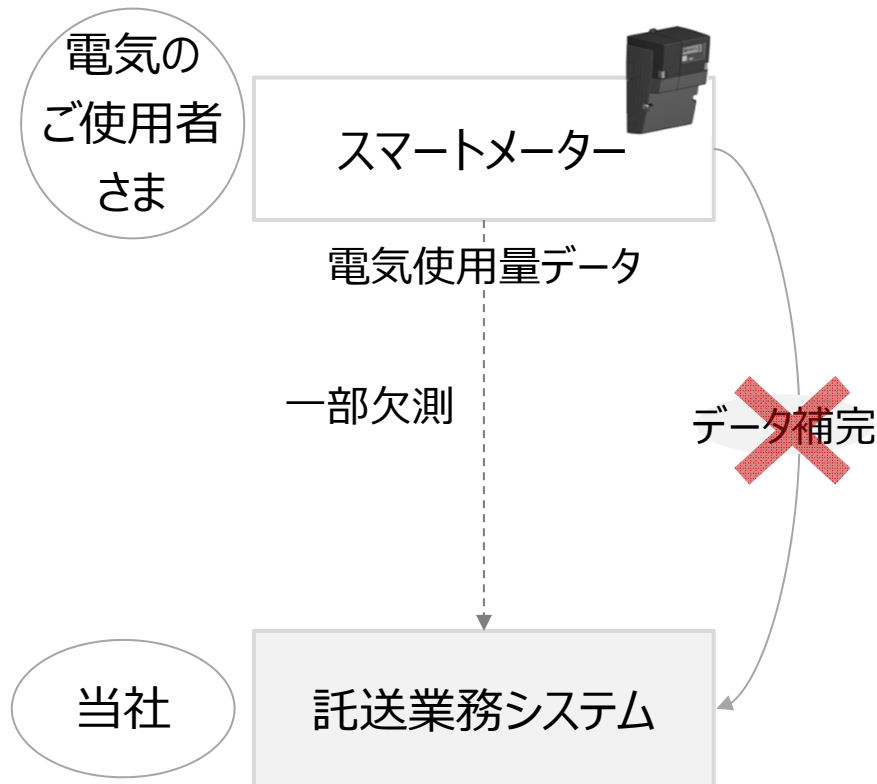 電気の
ご使用者
さま
スマートメーター
電気使用量データ
一部欠測
データ補完
当社
託送業務システム